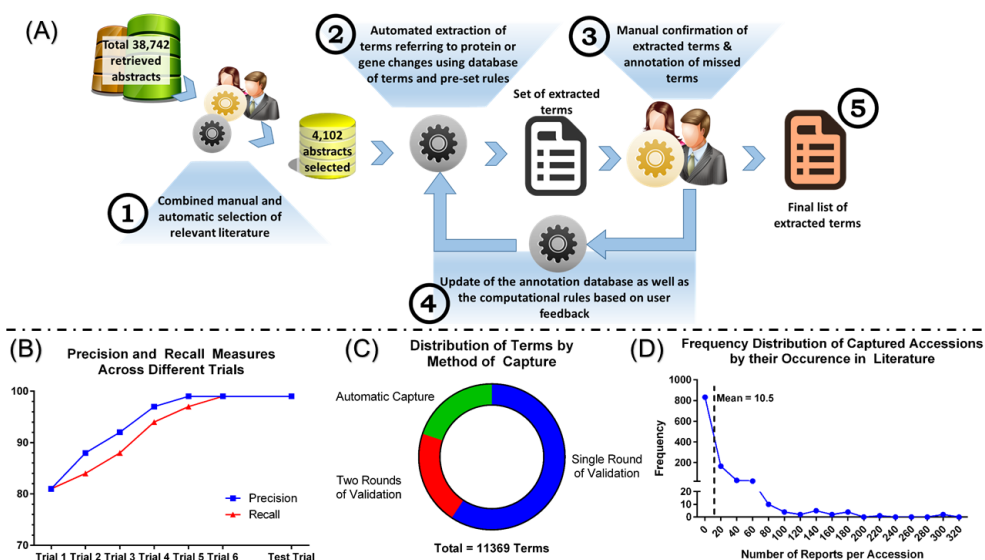 (A)
Total 38,742
retrieved
abstracts
4,102
abstracts
selected
1
Combined manual and
automatic selection of
relevant literature
2
Automated extraction of
terms referring to protein or
gene changes using database
of terms and pre-set rules
Set of extracted
terms
3
Manual confirmation of
extracted terms &
annotation of missed
terms
4
Update of the annotation database as well as
the computational rules based on user
feedback
5
Final list of
extracted terms
(B)
Precision and Recall Measures
Across Different Trials
100
90
80
70
Precision
Recall
Trial 1 Trial 2 Trial 3 Trial 4 Trial 5 Trial 6 Test Trial
(C)
Distribution of Terms by
Method of Capture
Automatic Capture
Single Round
of Validation
Two Rounds
of Validation
Total = 11369 Terms
(D)
Frequency Distribution of Captured Accessions
by their Occurence in Literature
Frequency
1000
800
600
400
200
20
10
0
Mean = 10.5
0 20 40 60 80 100 120 140 160 180 200 220 240 260 280 300 320
Number of Reports per Accession